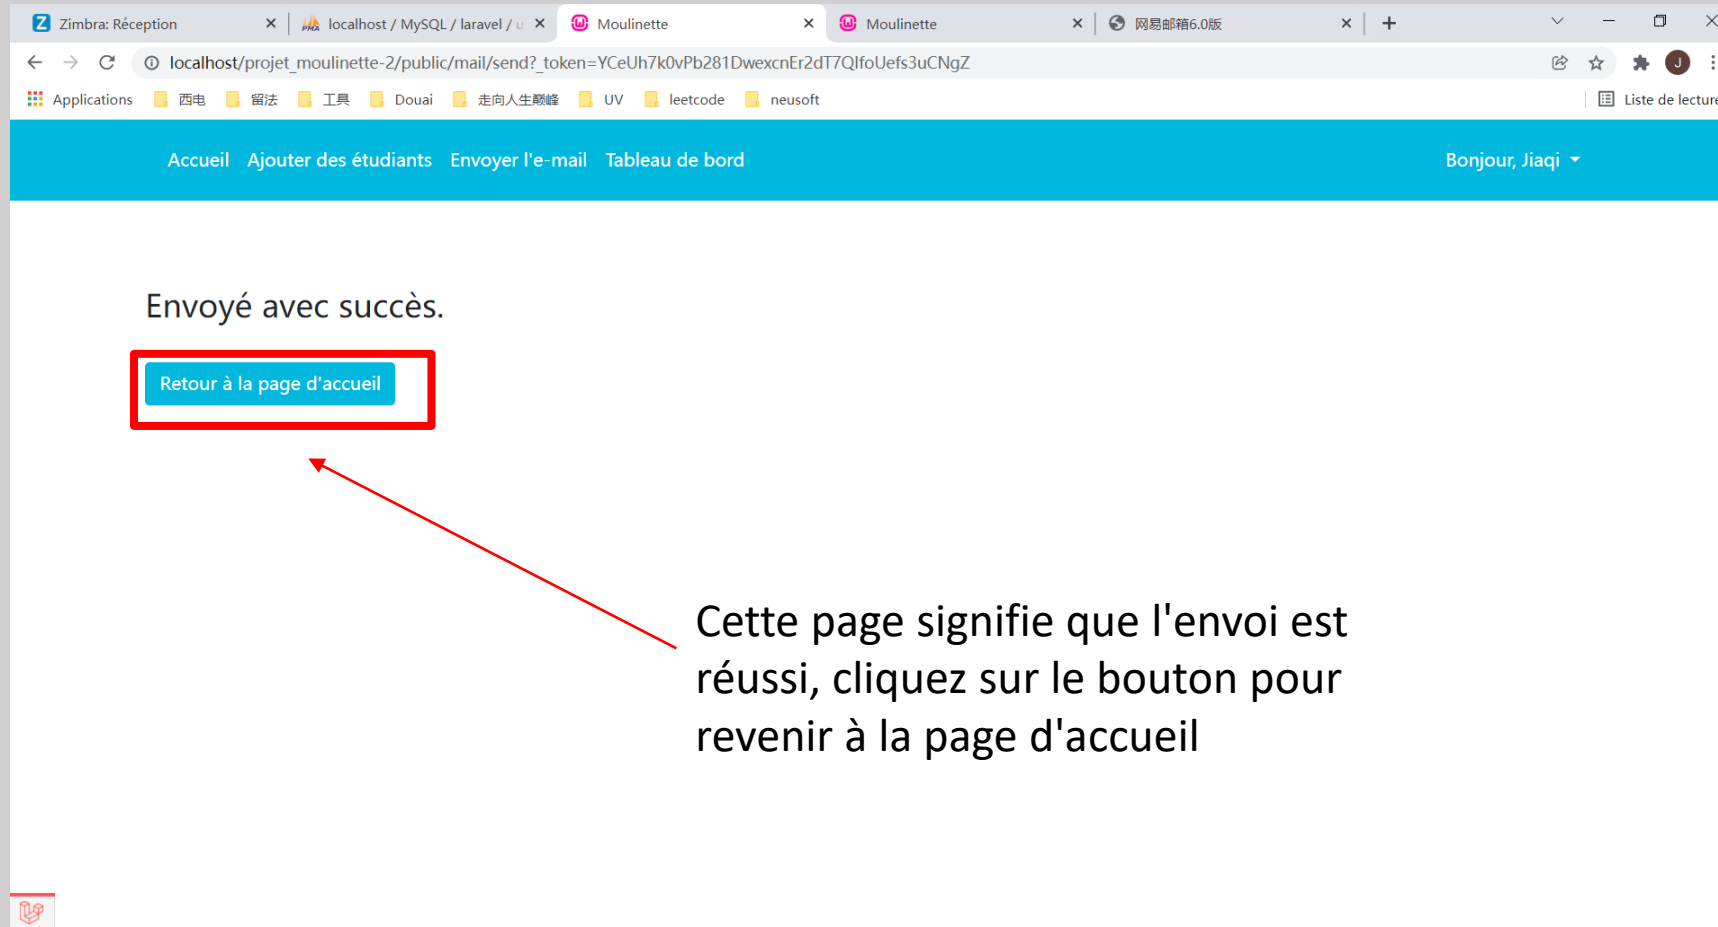 Zimbra: Réception
localhost / MySQL / laravel / u
Moulinette
Moulinette
网易邮箱6.0版
localhost/projet_moulinette-2/public/mail/send?_token=YCeUh7k0vPb281DwexcnEr2dT7QIfoUefs3uCNgZ
J
Applications
西电
留法
工具
Douai
走向人生巅峰
UV
leetcode
neusoft
Liste de lecture
Accueil
Ajouter des étudiants
Envoyer l'e-mail
Tableau de bord
Bonjour, Jiaqi
Envoyé avec succès.
Retour à la page d'accueil
Cette page signifie que l'envoi est
réussi, cliquez sur le bouton pour
revenir à la page d'accueil